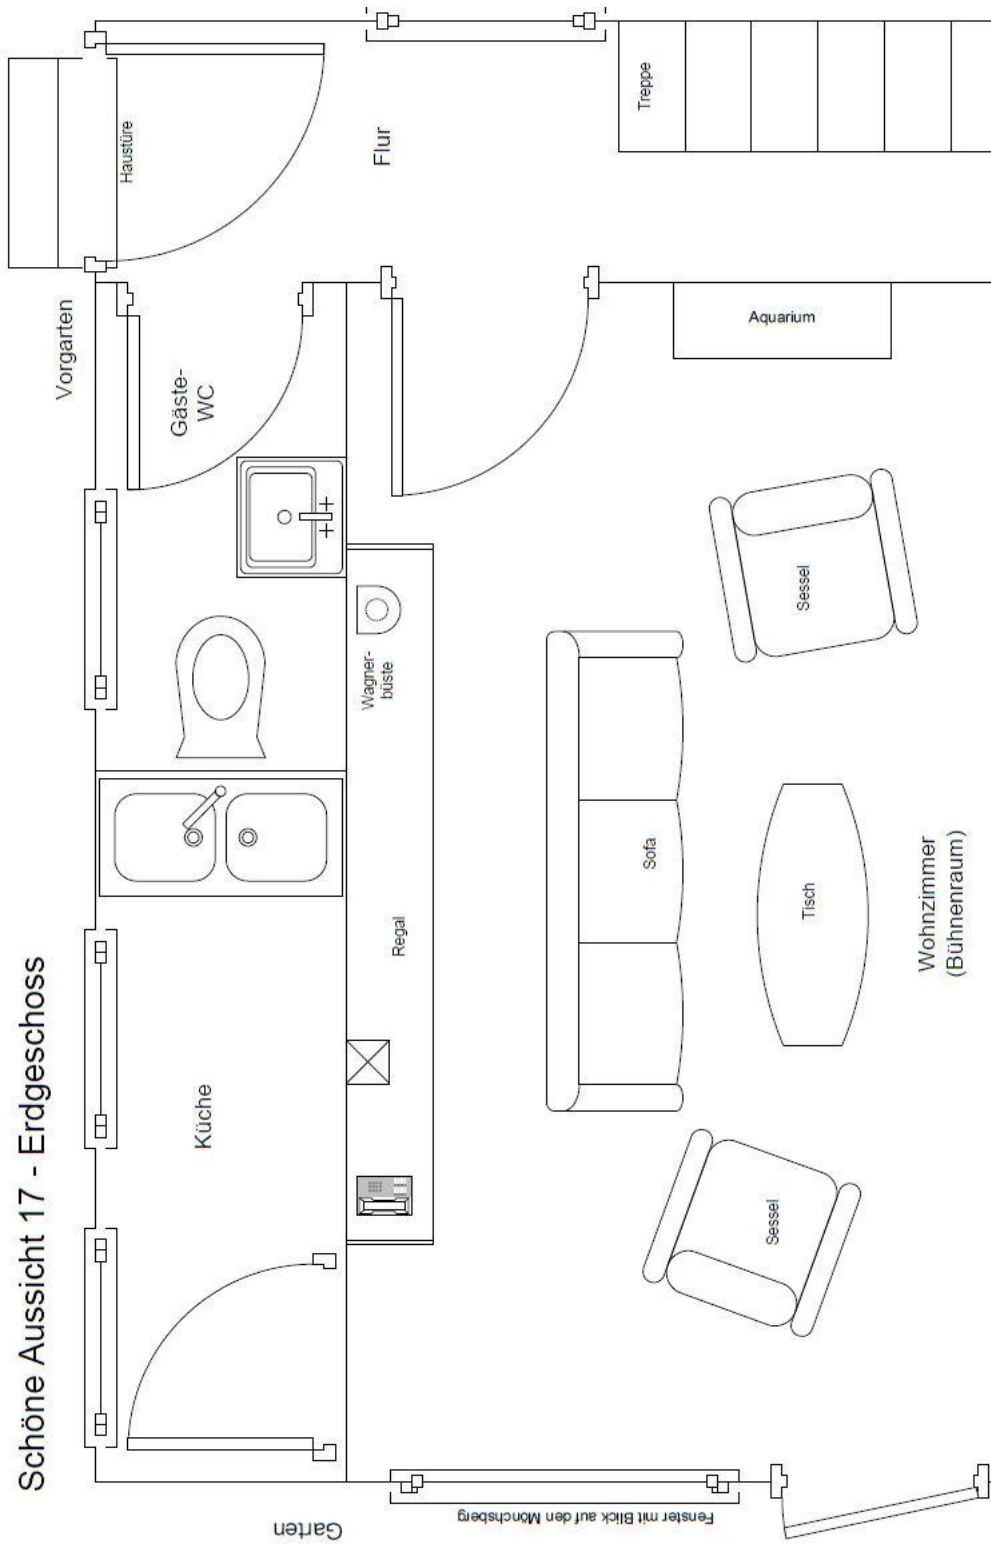 Schöne Aussicht 17 - Erdgeschoss
Vorgarten
Haustüre
Gäste-
WC
Flur
Treppe
Küche
Wagner-
büste
Regal
Aquarium
Sessel
Sofa
Tisch
Sessel
Wohnzimmer
(Bühnenraum)
Garten
Fenster mit Blick auf den Mönchsberg